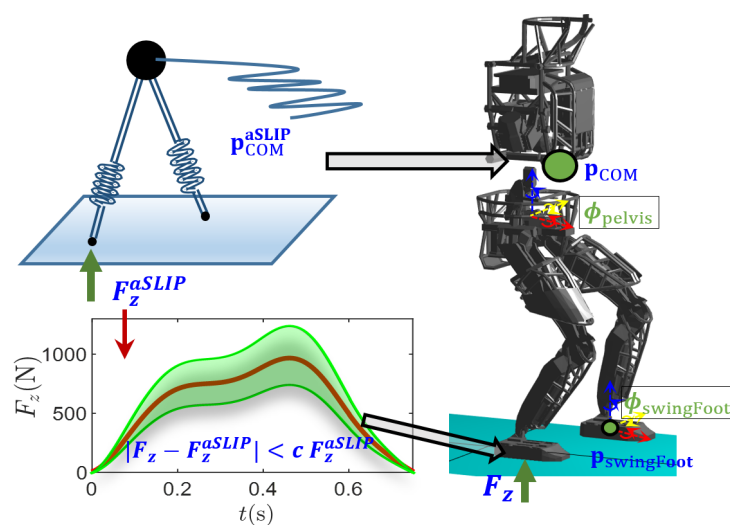 p_COM^aSLIP
p_COM
ϕ_pelvis
F_z^aSLIP
F_z(N)
1000
500
0
|F_z − F_z^aSLIP| < c F_z^aSLIP
0
0.2
0.4
0.6
t(s)
ϕ_swingFoot
p_swingFoot
F_z